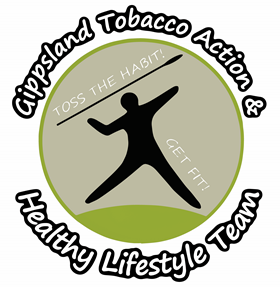 Gippsland Tobacco Action &
TOSS THE HABIT!
GET FIT!
Healthy Lifestyle Team